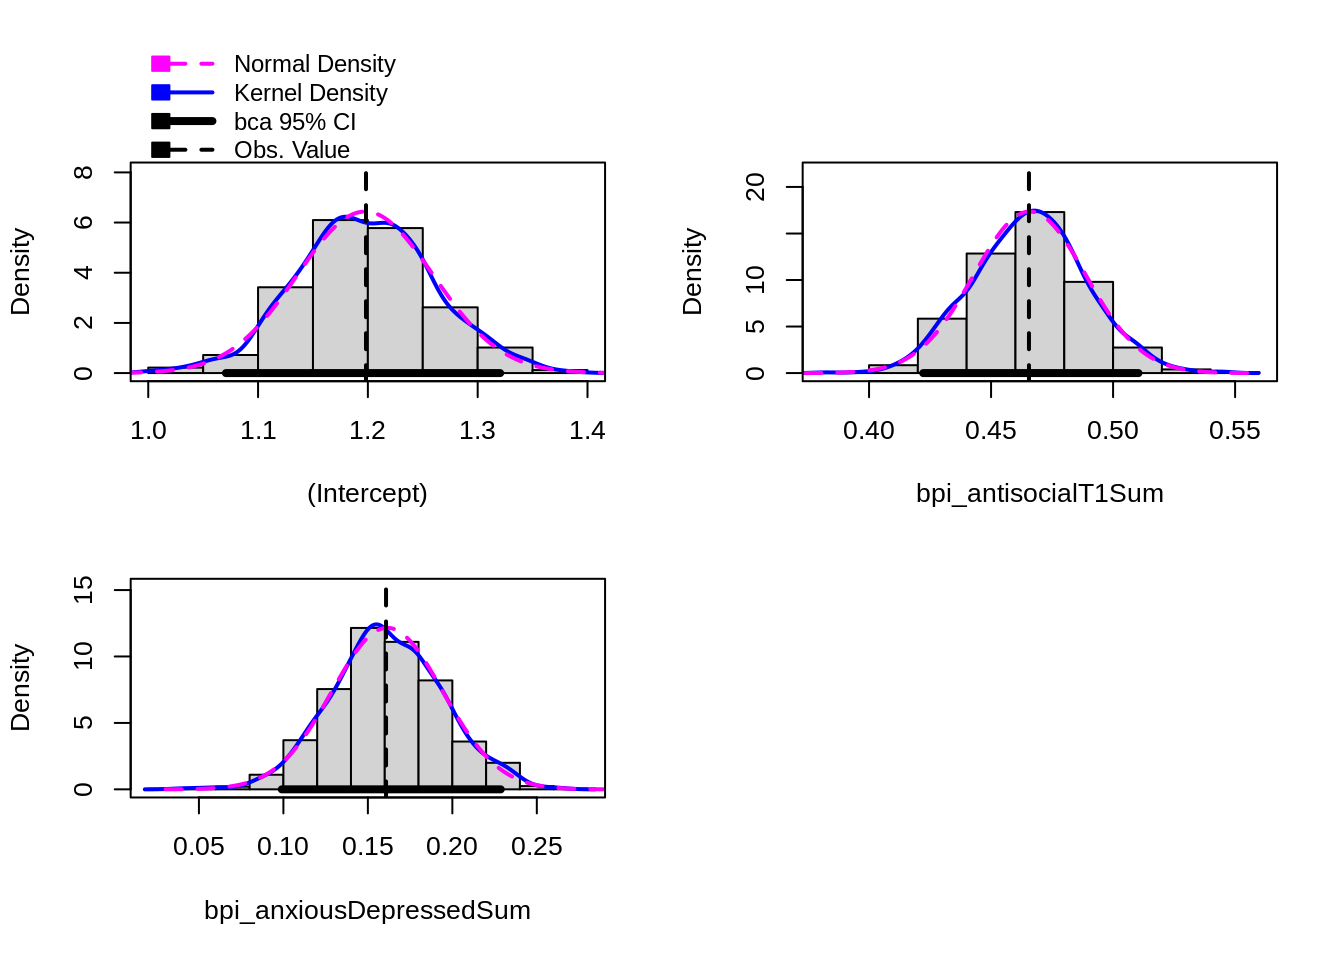 Normal Density
Kernel Density
bca 95% CI
Obs. Value
Density
0 2 4 6 8
1.0 1.1 1.2 1.3 1.4
(Intercept)
Density
0 5 10 20
0.40 0.45 0.50 0.55
bpi_antisocialT1Sum
Density
0 5 10 15
0.05 0.10 0.15 0.20 0.25
bpi_anxiousDepressedSum